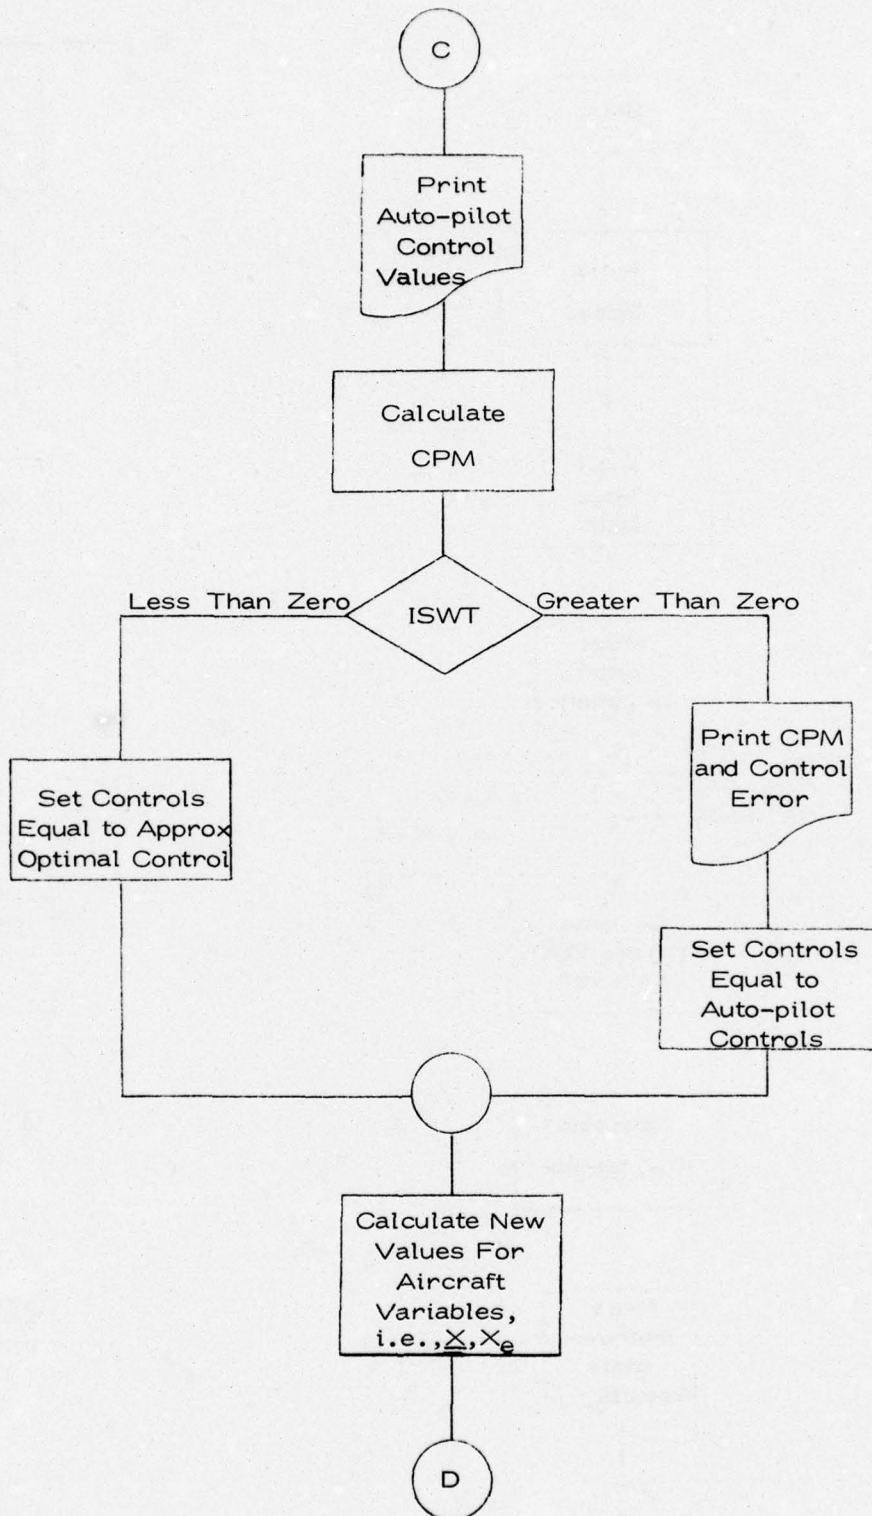 C
Print
Auto-pilot
Control
Values
Calculate
CPM
Less Than Zero
ISWT
Greater Than Zero
Print CPM
and Control
Error
Set Controls
Equal to Approx
Optimal Control
Set Controls
Equal to
Auto-pilot
Controls
Calculate New
Values For
Aircraft
Variables,
i.e., X, Xe
D